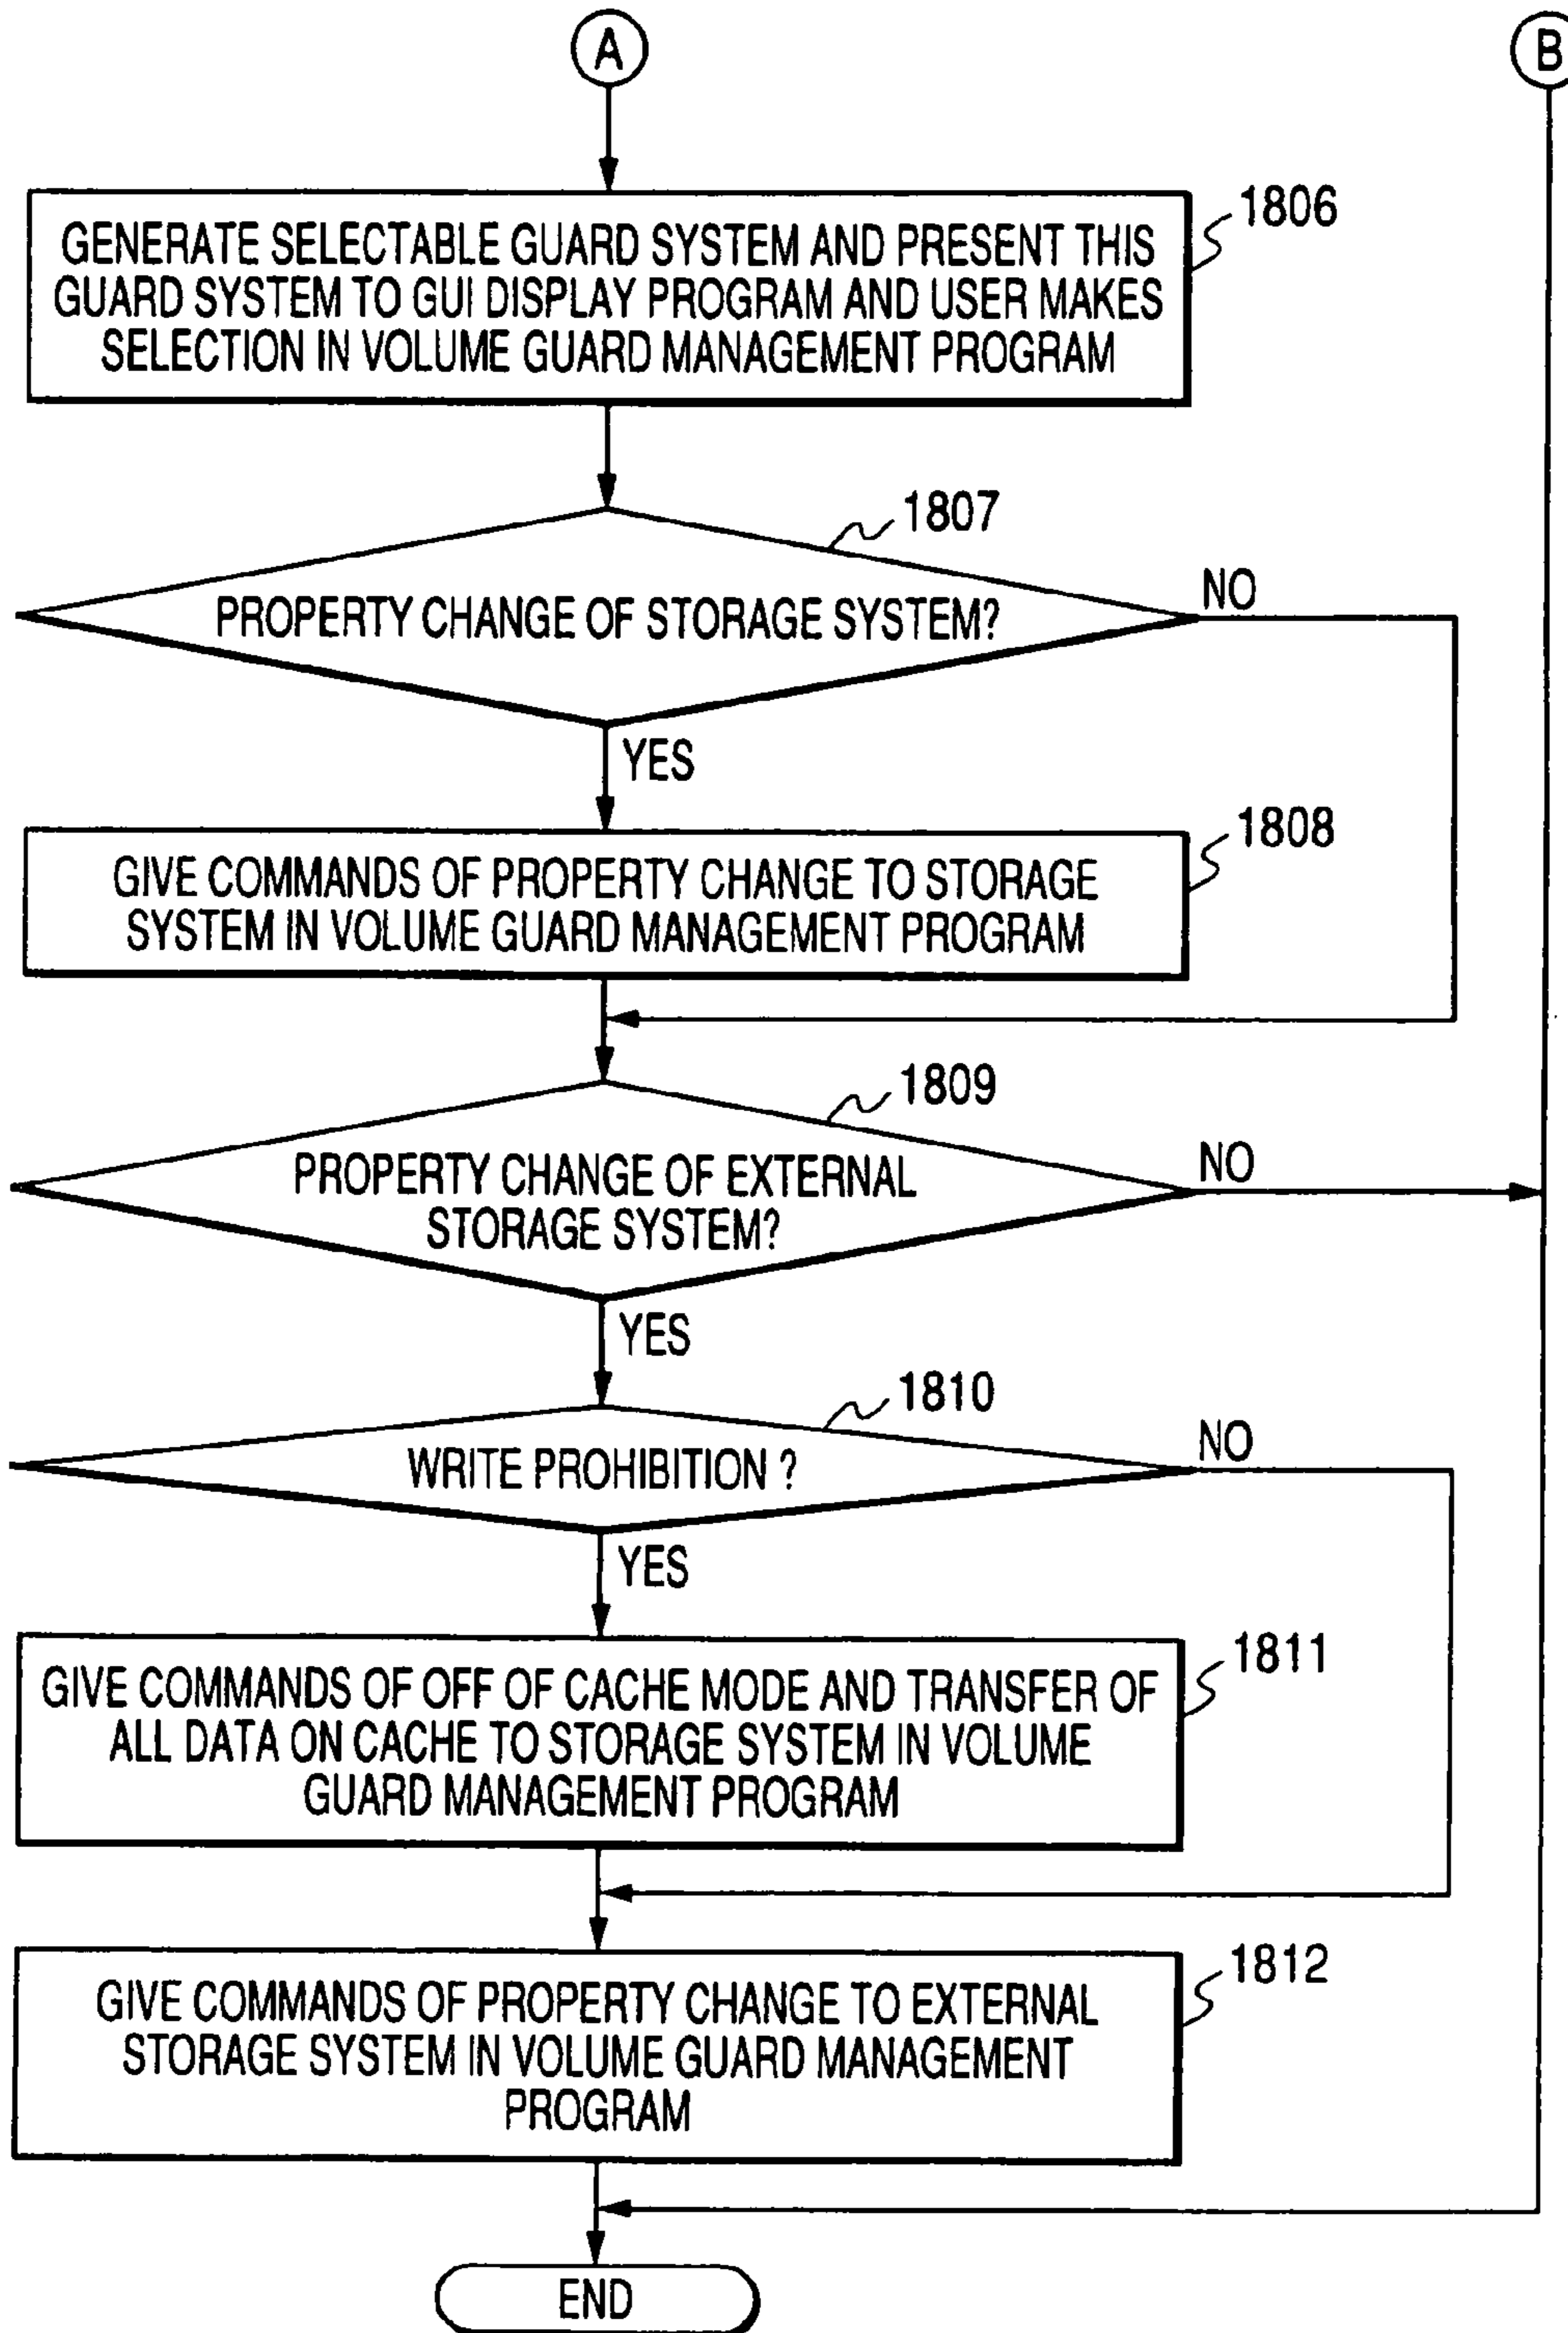 A
B
GENERATE SELECTABLE GUARD SYSTEM AND PRESENT THIS
GUARD SYSTEM TO GUI DISPLAY PROGRAM AND USER MAKES
SELECTION IN VOLUME GUARD MANAGEMENT PROGRAM
1806
1807
PROPERTY CHANGE OF STORAGE SYSTEM?
NO
YES
1808
GIVE COMMANDS OF PROPERTY CHANGE TO STORAGE
SYSTEM IN VOLUME GUARD MANAGEMENT PROGRAM
1809
PROPERTY CHANGE OF EXTERNAL
STORAGE SYSTEM?
NO
YES
1810
WRITE PROHIBITION ?
NO
YES
1811
GIVE COMMANDS OF OFF OF CACHE MODE AND TRANSFER OF
ALL DATA ON CACHE TO STORAGE SYSTEM IN VOLUME
GUARD MANAGEMENT PROGRAM
1812
GIVE COMMANDS OF PROPERTY CHANGE TO EXTERNAL
STORAGE SYSTEM IN VOLUME GUARD MANAGEMENT
PROGRAM
END